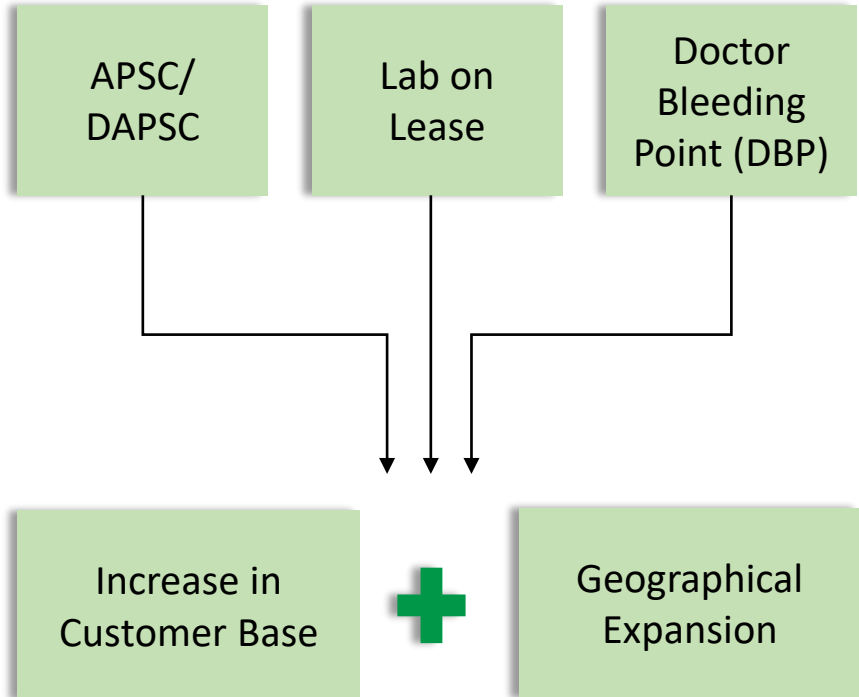 APSC/
DAPSC
Lab on
Lease
Doctor
Bleeding
Point (DBP)
Increase in
Customer Base
Geographical
Expansion